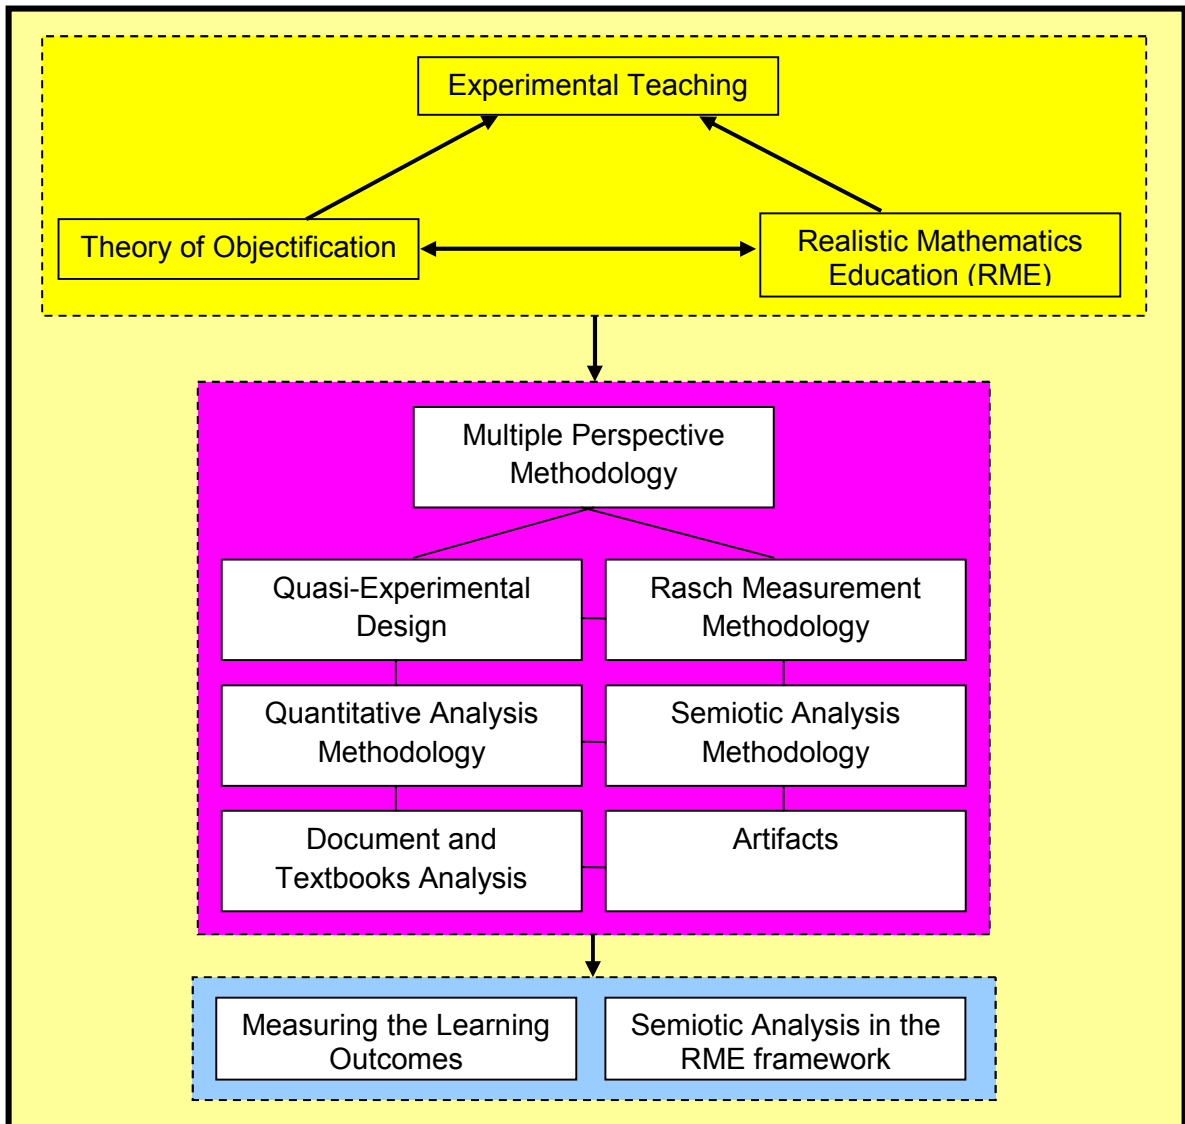 Experimental Teaching
Theory of Objectification
Realistic Mathematics
Education (RME)
Multiple Perspective
Methodology
Quasi-Experimental
Design
Rasch Measurement
Methodology
Quantitative Analysis
Methodology
Semiotic Analysis
Methodology
Document and
Textbooks Analysis
Artifacts
Measuring the Learning
Outcomes
Semiotic Analysis in the
RME framework